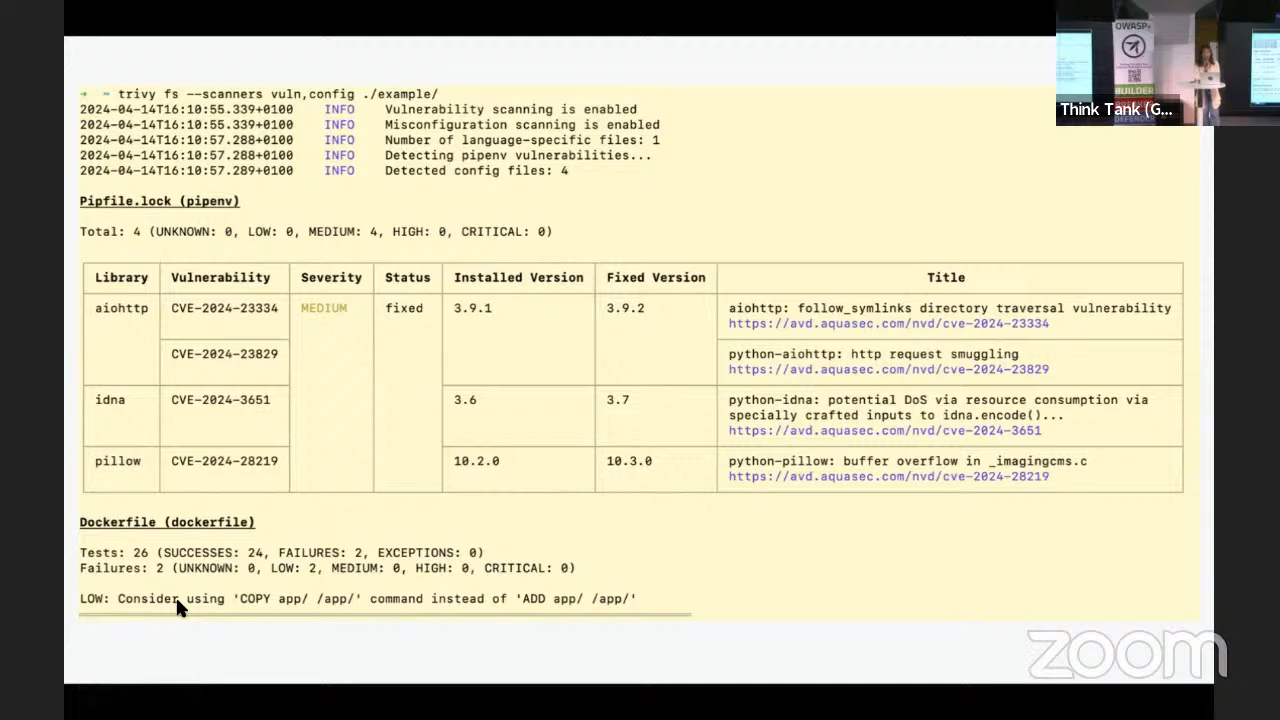 → ~ trivy fs --scanners vuln,config ./example/
2024-04-14T16:10:55.339+0100 INFO Vulnerability scanning is enabled
2024-04-14T16:10:55.339+0100 INFO Misconfiguration scanning is enabled
2024-04-14T16:10:57.288+0100 INFO Number of language-specific files: 1
2024-04-14T16:10:57.288+0100 INFO Detecting pipenv vulnerabilities...
2024-04-14T16:10:57.289+0100 INFO Detected config files: 4
Pipfile.lock (pipenv)
Total: 4 (UNKNOWN: 0, LOW: 0, MEDIUM: 4, HIGH: 0, CRITICAL: 0)
Library Vulnerability Severity Status Installed Version Fixed Version Title
aiohttp CVE-2024-23334 MEDIUM fixed 3.9.1 3.9.2 aiohttp: follow_symlinks directory traversal vulnerability
https://avd.aquasec.com/nvd/cve-2024-23334
CVE-2024-23829 python-aiohttp: http request smuggling
https://avd.aquasec.com/nvd/cve-2024-23829
idna CVE-2024-3651 3.6 3.7 python-idna: potential DoS via resource consumption via
specially crafted inputs to idna.encode()...
https://avd.aquasec.com/nvd/cve-2024-3651
pillow CVE-2024-28219 10.2.0 10.3.0 python-pillow: buffer overflow in _imagingcms.c
https://avd.aquasec.com/nvd/cve-2024-28219
Dockerfile (dockerfile)
Tests: 26 (SUCCESSES: 24, FAILURES: 2, EXCEPTIONS: 0)
Failures: 2 (UNKNOWN: 0, LOW: 2, MEDIUM: 0, HIGH: 0, CRITICAL: 0)
LOW: Consider using 'COPY app/ /app/' command instead of 'ADD app/ /app/'
OWASP
BUILDER
DEFENDER
Think Tank (G...
zoom